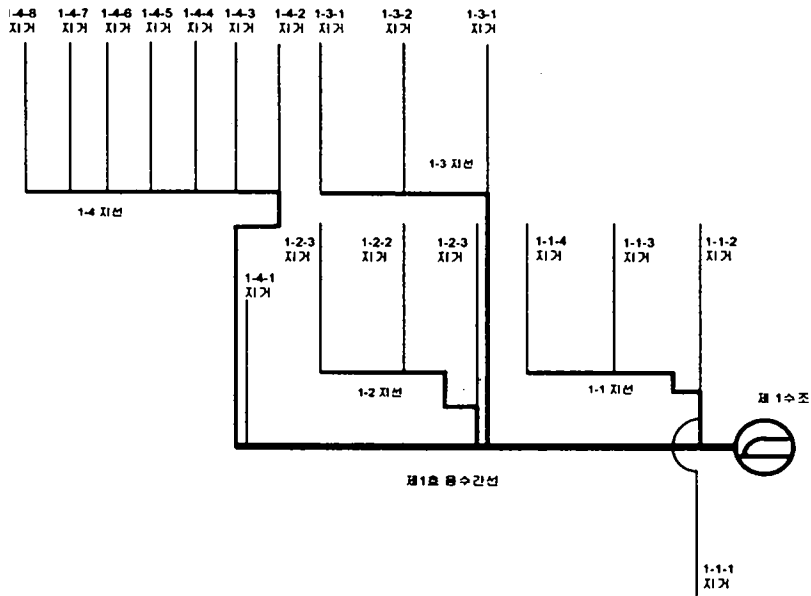 1-4-8 1-4-7 1-4-6 1-4-5 1-4-4 1-4-3 1-4-2 1-3-1 1-3-2 1-3-1
지거 지거 지거 지거 지거 지거 지거 지거 지거 지거
1-3 지선
1-4 지선
1-2-3 1-2-2 1-2-3 1-1-4 1-1-3 1-1-2
지거 지거 지거 지거 지거 지거
1-4-1
지거
1-2 지선
1-1 지선
제 1수조
제1호 용수간선
1-1-1
지거